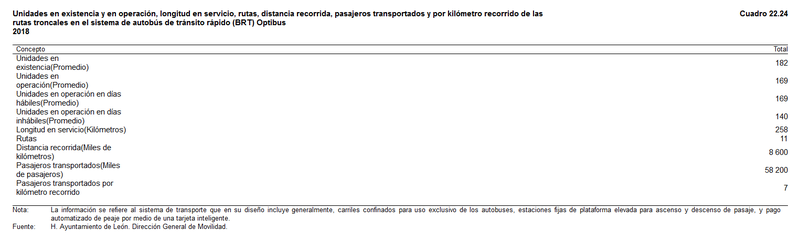 Unidades en existencia y en operación, longitud en servicio, rutas, distancia recorrida, pasajeros transportados y por kilómetro recorrido de las Cuadro 22.24
rutas troncales en el sistema de autobús de tránsito rápido (BRT) Optibus
2018
Concepto Total
Unidades en
existencia(Promedio) 182
Unidades en
operación(Promedio) 169
Unidades en operación en días
hábiles(Promedio) 169
Unidades en operación en días
inhábiles(Promedio) 140
Longitud en servicio(Kilómetros) 258
Rutas 11
Distancia recorrida(Miles de
kilómetros) 8 600
Pasajeros transportados(Miles
de pasajeros) 58 200
Pasajeros transportados por
kilómetro recorrido 7
Nota: La información se refiere al sistema de transporte que en su diseño incluye generalmente, carriles confinados para uso exclusivo de los autobuses, estaciones fijas de plataforma elevada para ascenso y descenso de pasaje, y pago
automatizado de peaje por medio de una tarjeta inteligente.
Fuente: H. Ayuntamiento de León. Dirección General de Movilidad.